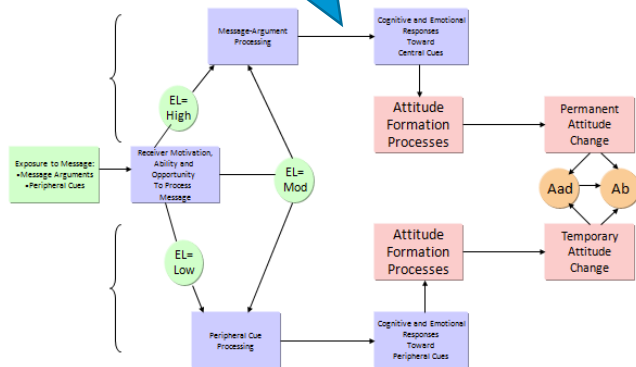 Message-Argument
Processing
Cognitive and Emotional
Responses
Toward
Central Cues
EL=
High
Attitude
Formation
Processes
Permanent
Attitude
Change
Exposure to Message:
•Message Arguments
•Peripheral Cues
Receiver Motivation,
Ability and
Opportunity
To Process
Message
EL=
Mod
Aad
Ab
EL=
Low
Attitude
Formation
Processes
Temporary
Attitude
Change
Peripheral Cue
Processing
Cognitive and Emotional
Responses
Toward
Peripheral Cues